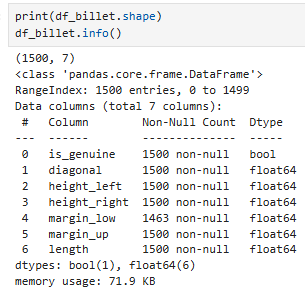 print(df_billet.shape)
df_billet.info()
(1500, 7)
<class 'pandas.core.frame.DataFrame'>
RangeIndex: 1500 entries, 0 to 1499
Data columns (total 7 columns):
 #   Column        Non-Null Count  Dtype
---  ------        --------------  -----
 0   is_genuine    1500 non-null   bool
 1   diagonal      1500 non-null   float64
 2   height_left   1500 non-null   float64
 3   height_right  1500 non-null   float64
 4   margin_low    1463 non-null   float64
 5   margin_up     1500 non-null   float64
 6   length        1500 non-null   float64
dtypes: bool(1), float64(6)
memory usage: 71.9 KB